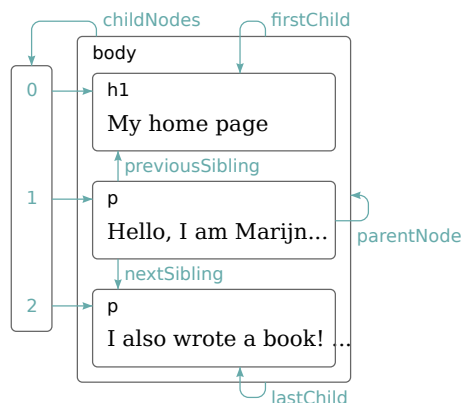 childNodes
firstChild
body
0
h1
My home page
previousSibling
1
p
Hello, I am Marijn...
parentNode
nextSibling
2
p
I also wrote a book! ...
lastChild